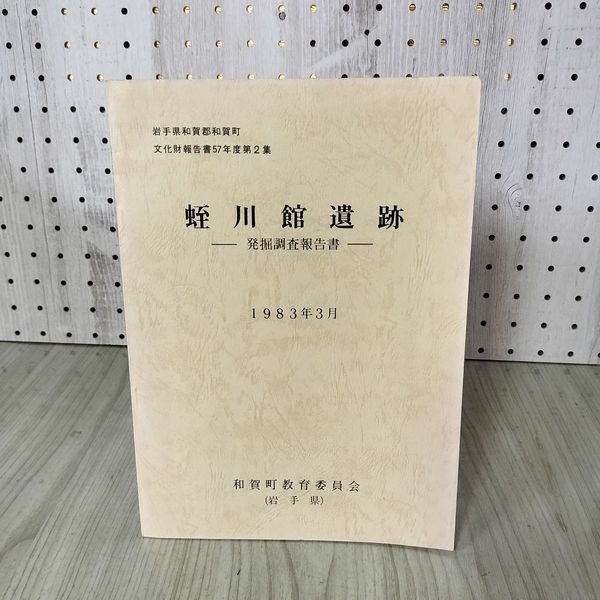 岩手県和賀郡和賀町
文化財報告書57年度第2集
蛭川館遺跡
― 発掘調査報告書 ―
1983年3月
和賀町教育委員会
(岩手県)